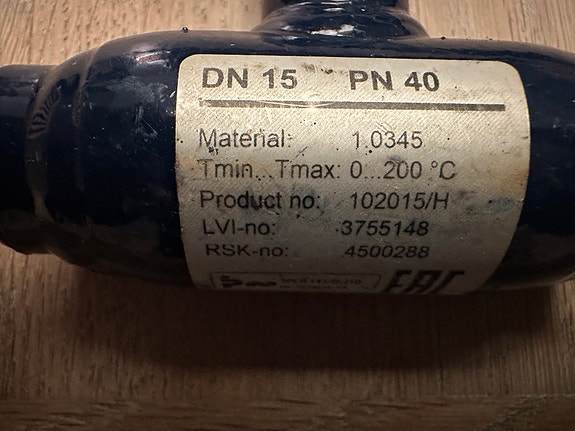 DN 15 PN 40
Material: 1.0345
Tmin...Tmax: 0...200 °C
Product no: 102015/H
LVI-no: 3755148
RSK-no: 4500288
EAC